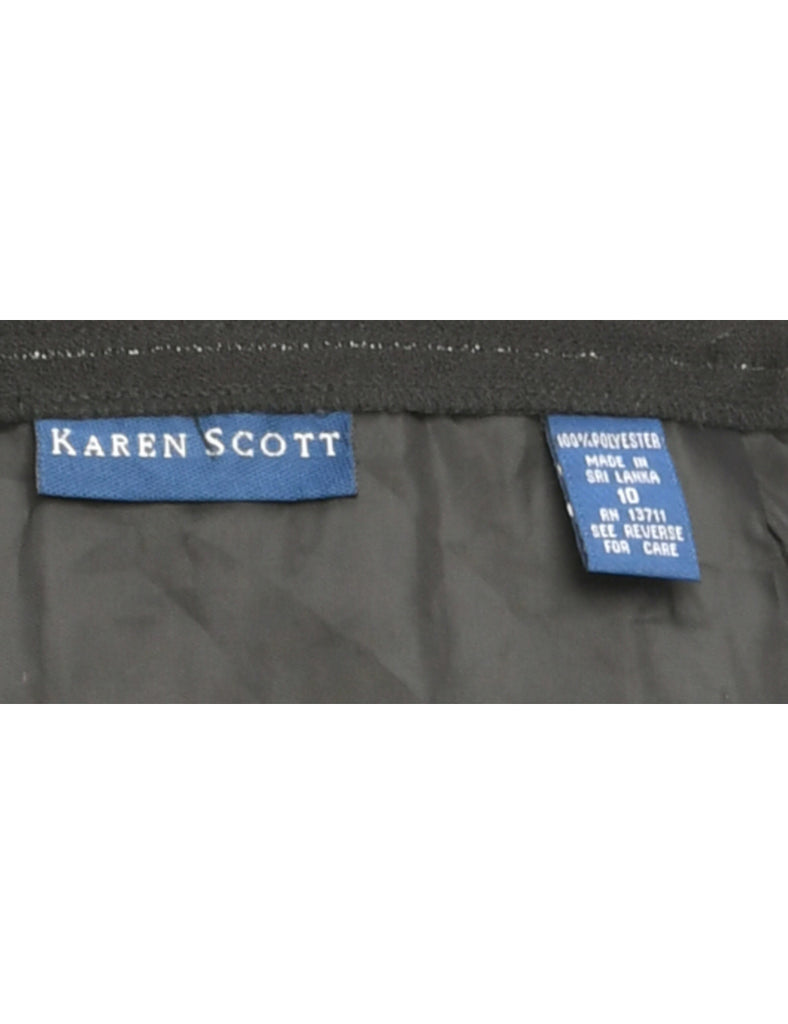 KAREN SCOTT
100% POLYESTER
MADE IN
SRI LANKA
10
RN 13711
SEE REVERSE
FOR CARE